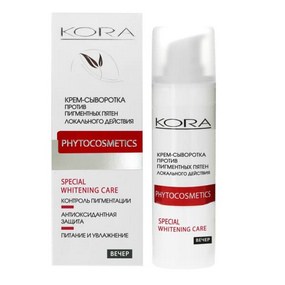 KORA
КРЕМ-СЫВОРОТКА
ПРОТИВ
ПИГМЕНТНЫХ ПЯТЕН
ЛОКАЛЬНОГО ДЕЙСТВИЯ
PHYTOCOSMETICS
SPECIAL
WHITENING CARE
КОНТРОЛЬ ПИГМЕНТАЦИИ
АНТИОКСИДАНТНАЯ
ЗАЩИТА
ПИТАНИЕ И УВЛАЖНЕНИЕ
ВЕЧЕР
KORA
КРЕМ-СЫВОРОТКА
ПРОТИВ
ПИГМЕНТНЫХ ПЯТЕН
ЛОКАЛЬНОГО ДЕЙСТВИЯ
PHYTOCOSMETICS
SPECIAL
WHITENING CARE
ВЕЧЕР